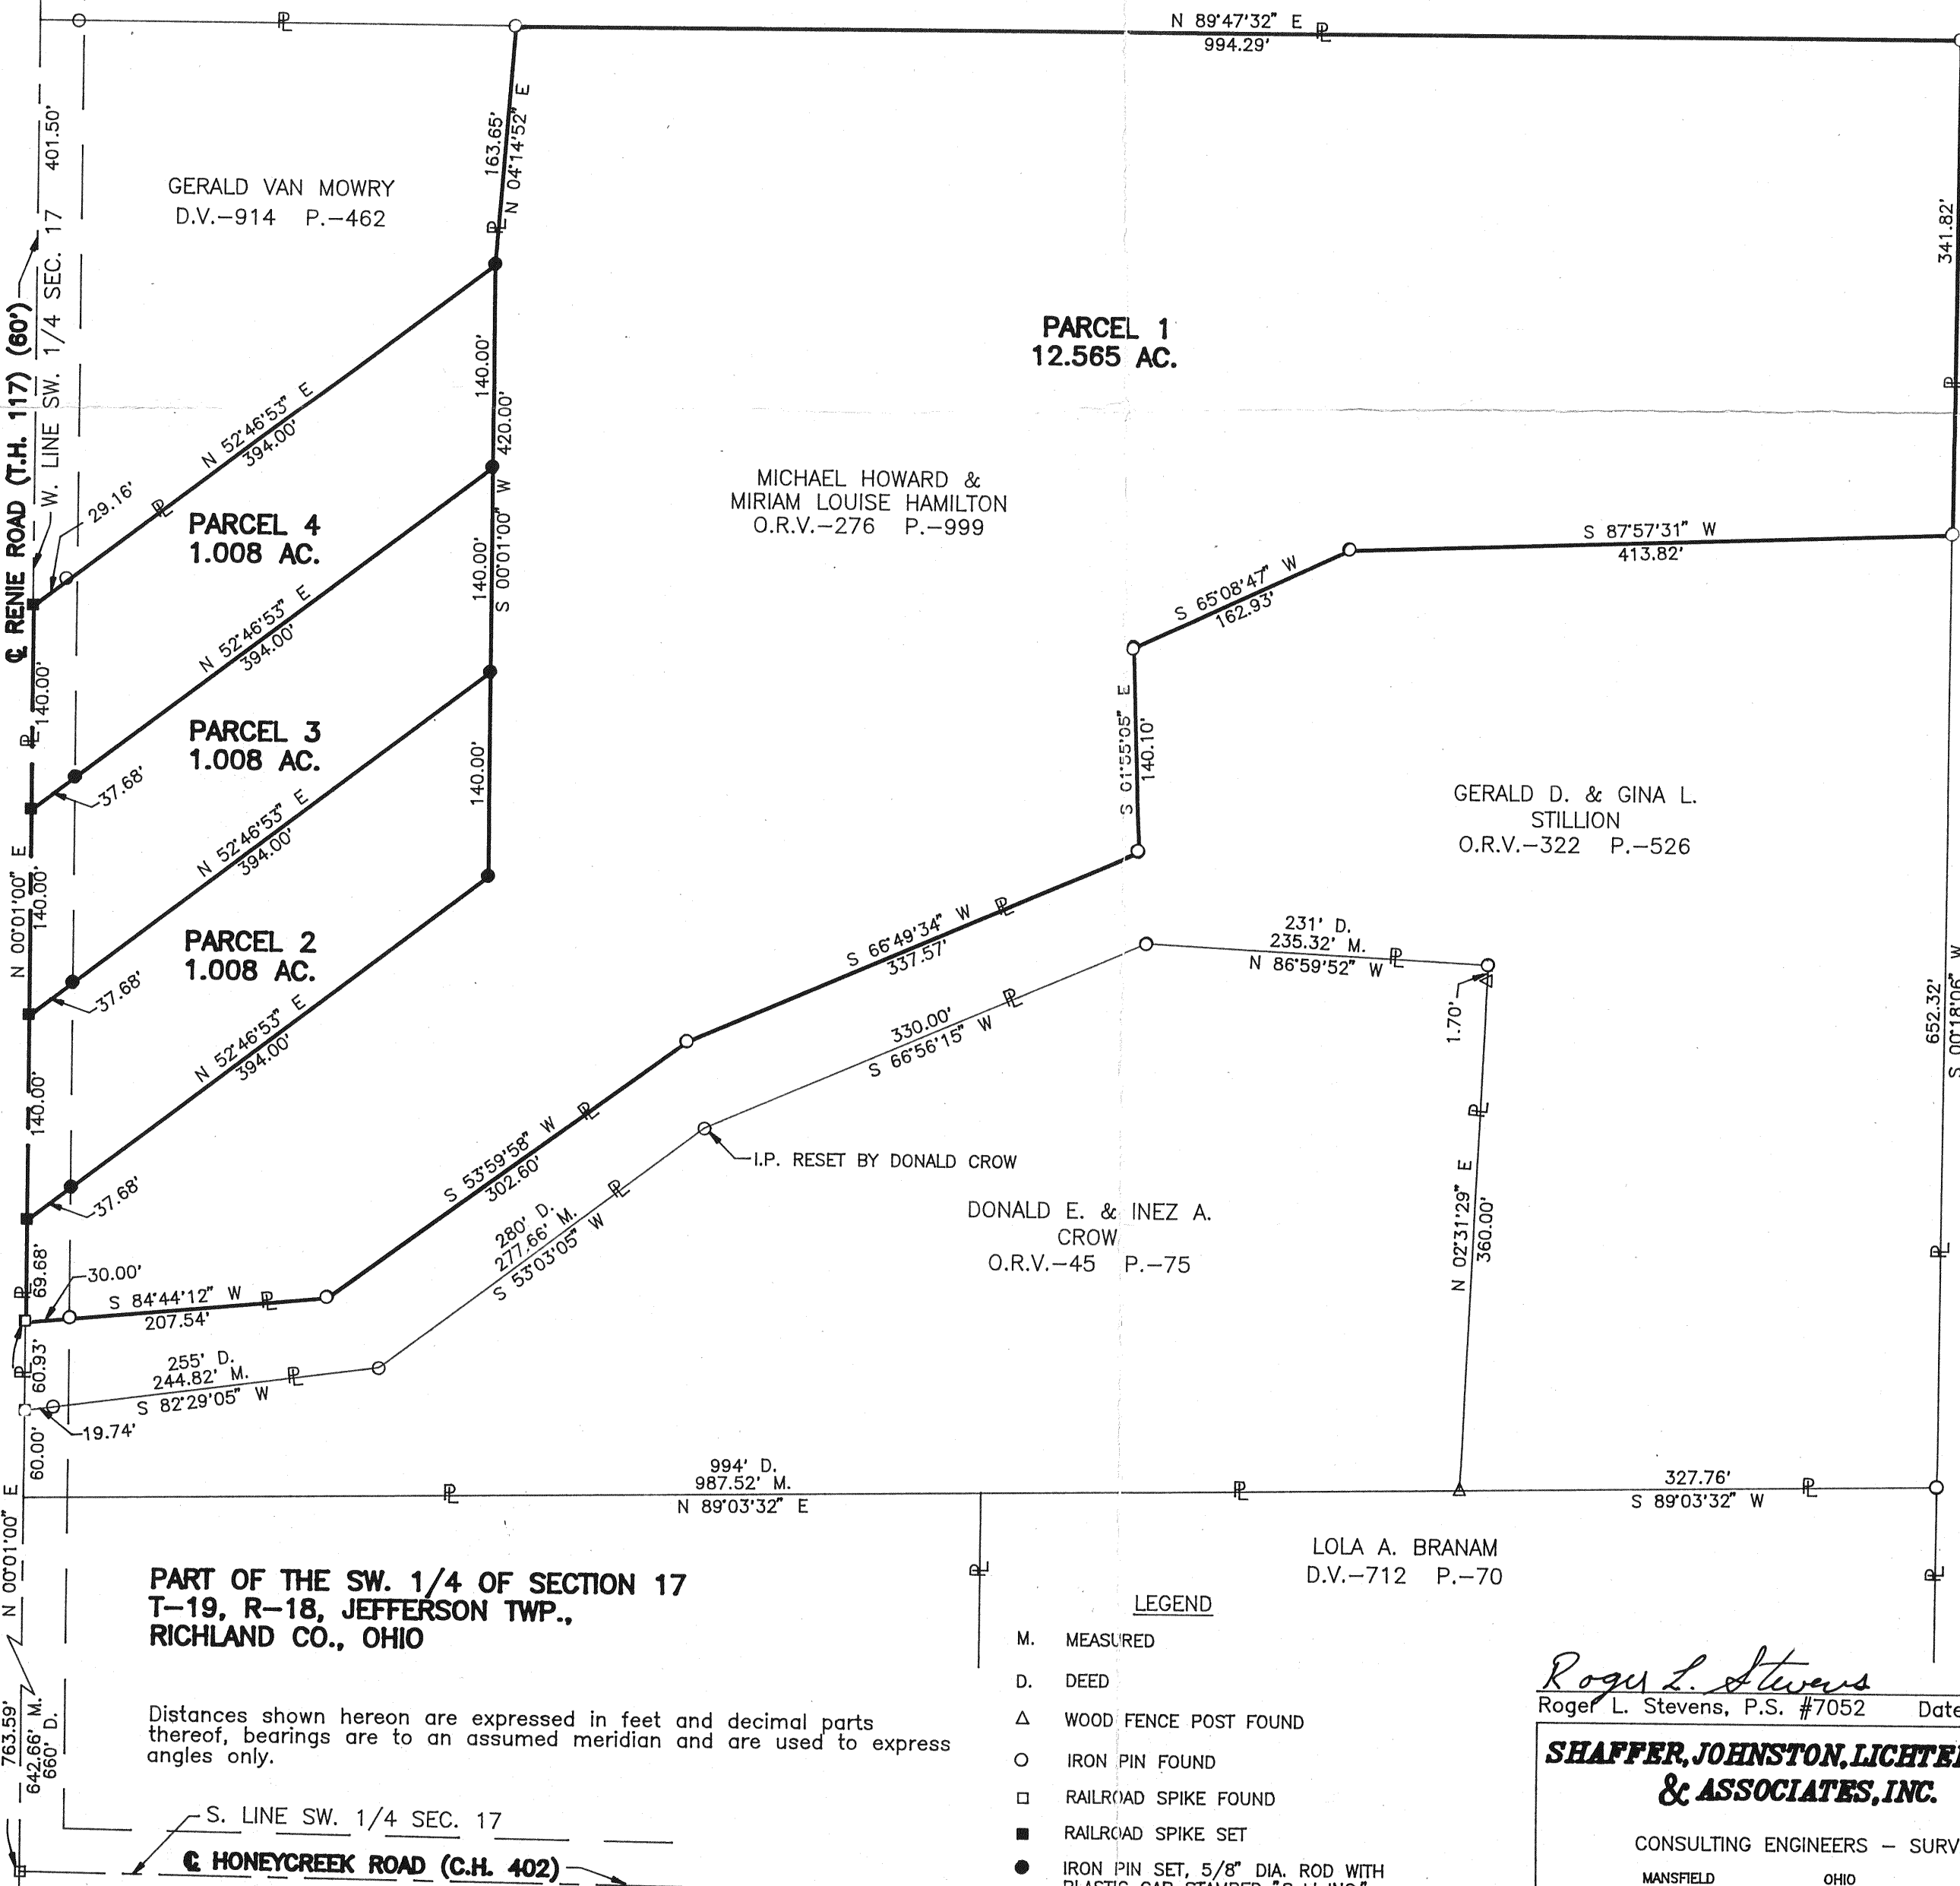 N 89°47'32" E
994.29'
401.50'
W. LINE SW. 1/4 SEC. 17
℄ RENIE ROAD (T.H. 117) (60')
GERALD VAN MOWRY
D.V.-914 P.-462
163.65'
N 04°14'52" E
341.82'
PARCEL 1
12.565 AC.
140.00'
420.00'
S 00°01'00" W
140.00'
140.00'
N 52°46'53" E
394.00'
29.16'
PARCEL 4
1.008 AC.
MICHAEL HOWARD &
MIRIAM LOUISE HAMILTON
O.R.V.-276 P.-999
S 87°57'31" W
413.82'
S 65°08'47" W
162.93'
N 52°46'53" E
394.00'
140.00'
PARCEL 3
1.008 AC.
37.68'
S 01°55'05" E
140.10'
GERALD D. & GINA L.
STILLION
O.R.V.-322 P.-526
N 52°46'53" E
394.00'
N 00°01'00" E
140.00'
PARCEL 2
1.008 AC.
37.68'
S 66°49'34" W
337.57'
231' D.
235.32' M.
N 86°59'52" W
1.70'
652.32'
S 00°18'06" W
N 52°46'53" E
394.00'
330.00'
S 66°56'15" W
140.00'
37.68'
S 53°59'58" W
302.60'
I.P. RESET BY DONALD CROW
280' D.
277.66' M.
S 53°03'05" W
DONALD E. & INEZ A.
CROW
O.R.V.-45 P.-75
N 02°31'29" E
360.00'
69.68'
30.00'
S 84°44'12" W
207.54'
60.93'
255' D.
244.82' M.
S 82°29'05" W
19.74'
60.00'
994' D.
987.52' M.
N 89°03'32" E
327.76'
S 89°03'32" W
N 00°01'00" E
LOLA A. BRANAM
D.V.-712 P.-70
PART OF THE SW. 1/4 OF SECTION 17
T-19, R-18, JEFFERSON TWP.,
RICHLAND CO., OHIO
763.59'
642.66' M.
660' D.
Distances shown hereon are expressed in feet and decimal parts
thereof, bearings are to an assumed meridian and are used to express
angles only.
S. LINE SW. 1/4 SEC. 17
℄ HONEYCREEK ROAD (C.H. 402)
LEGEND
M. MEASURED
D. DEED
△ WOOD FENCE POST FOUND
○ IRON PIN FOUND
□ RAILROAD SPIKE FOUND
■ RAILROAD SPIKE SET
● IRON PIN SET, 5/8" DIA. ROD WITH
Roger L. Stevens
Roger L. Stevens, P.S. #7052 Date
SHAFFER, JOHNSTON, LICHTE
& ASSOCIATES, INC.
CONSULTING ENGINEERS - SURV
MANSFIELD OHIO